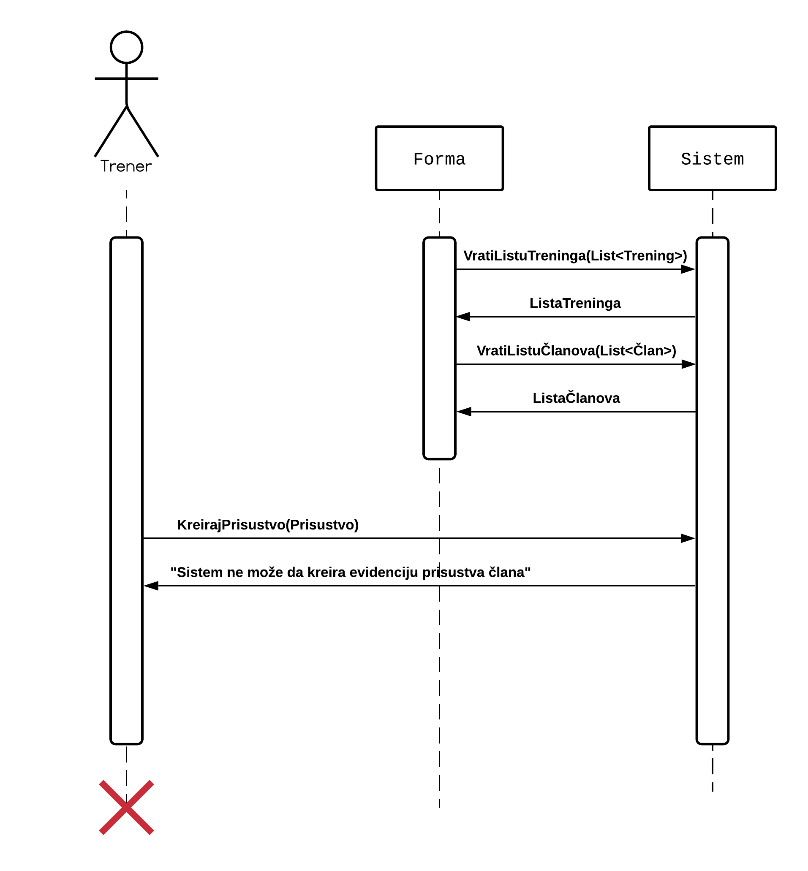 Trener
Forma
Sistem
VratiListuTreninga(List<Trening>)
ListaTreninga
VratiListuČlanova(List<Član>)
ListaČlanova
KreirajPrisustvo(Prisustvo)
"Sistem ne može da kreira evidenciju prisustva člana"